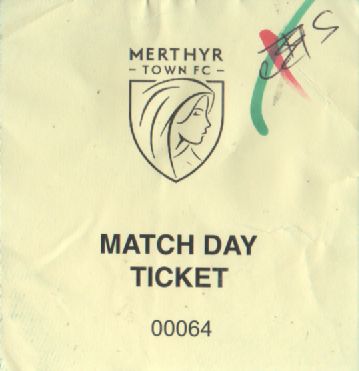 MERTHYR
– TOWN FC –
MATCH DAY
TICKET
00064